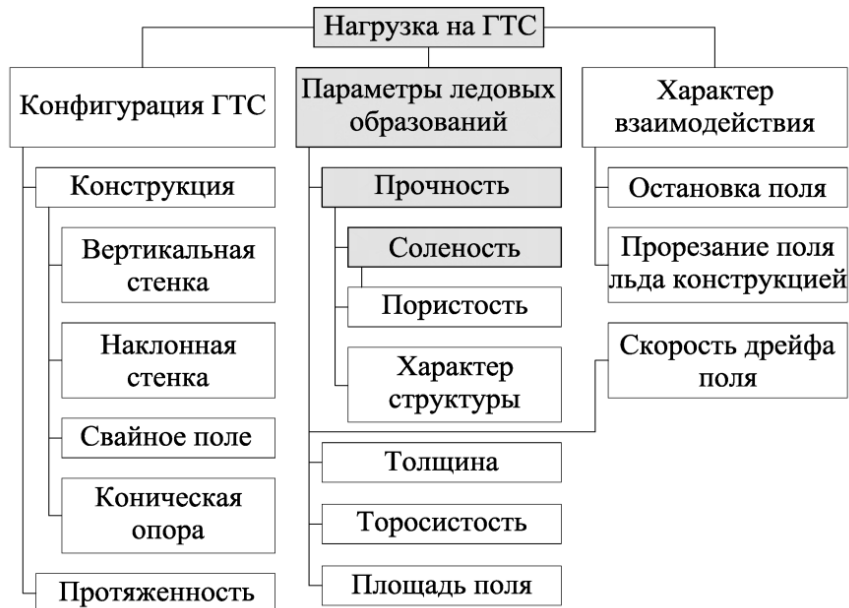 Нагрузка на ГТС
Конфигурация ГТС
Конструкция
Вертикальная
стенка
Наклонная
стенка
Свайное поле
Коническая
опора
Протяженность
Параметры ледовых
образований
Прочность
Соленость
Пористость
Характер
структуры
Толщина
Торосистость
Площадь поля
Характер
взаимодействия
Остановка поля
Прорезание поля
льда конструкцией
Скорость дрейфа
поля